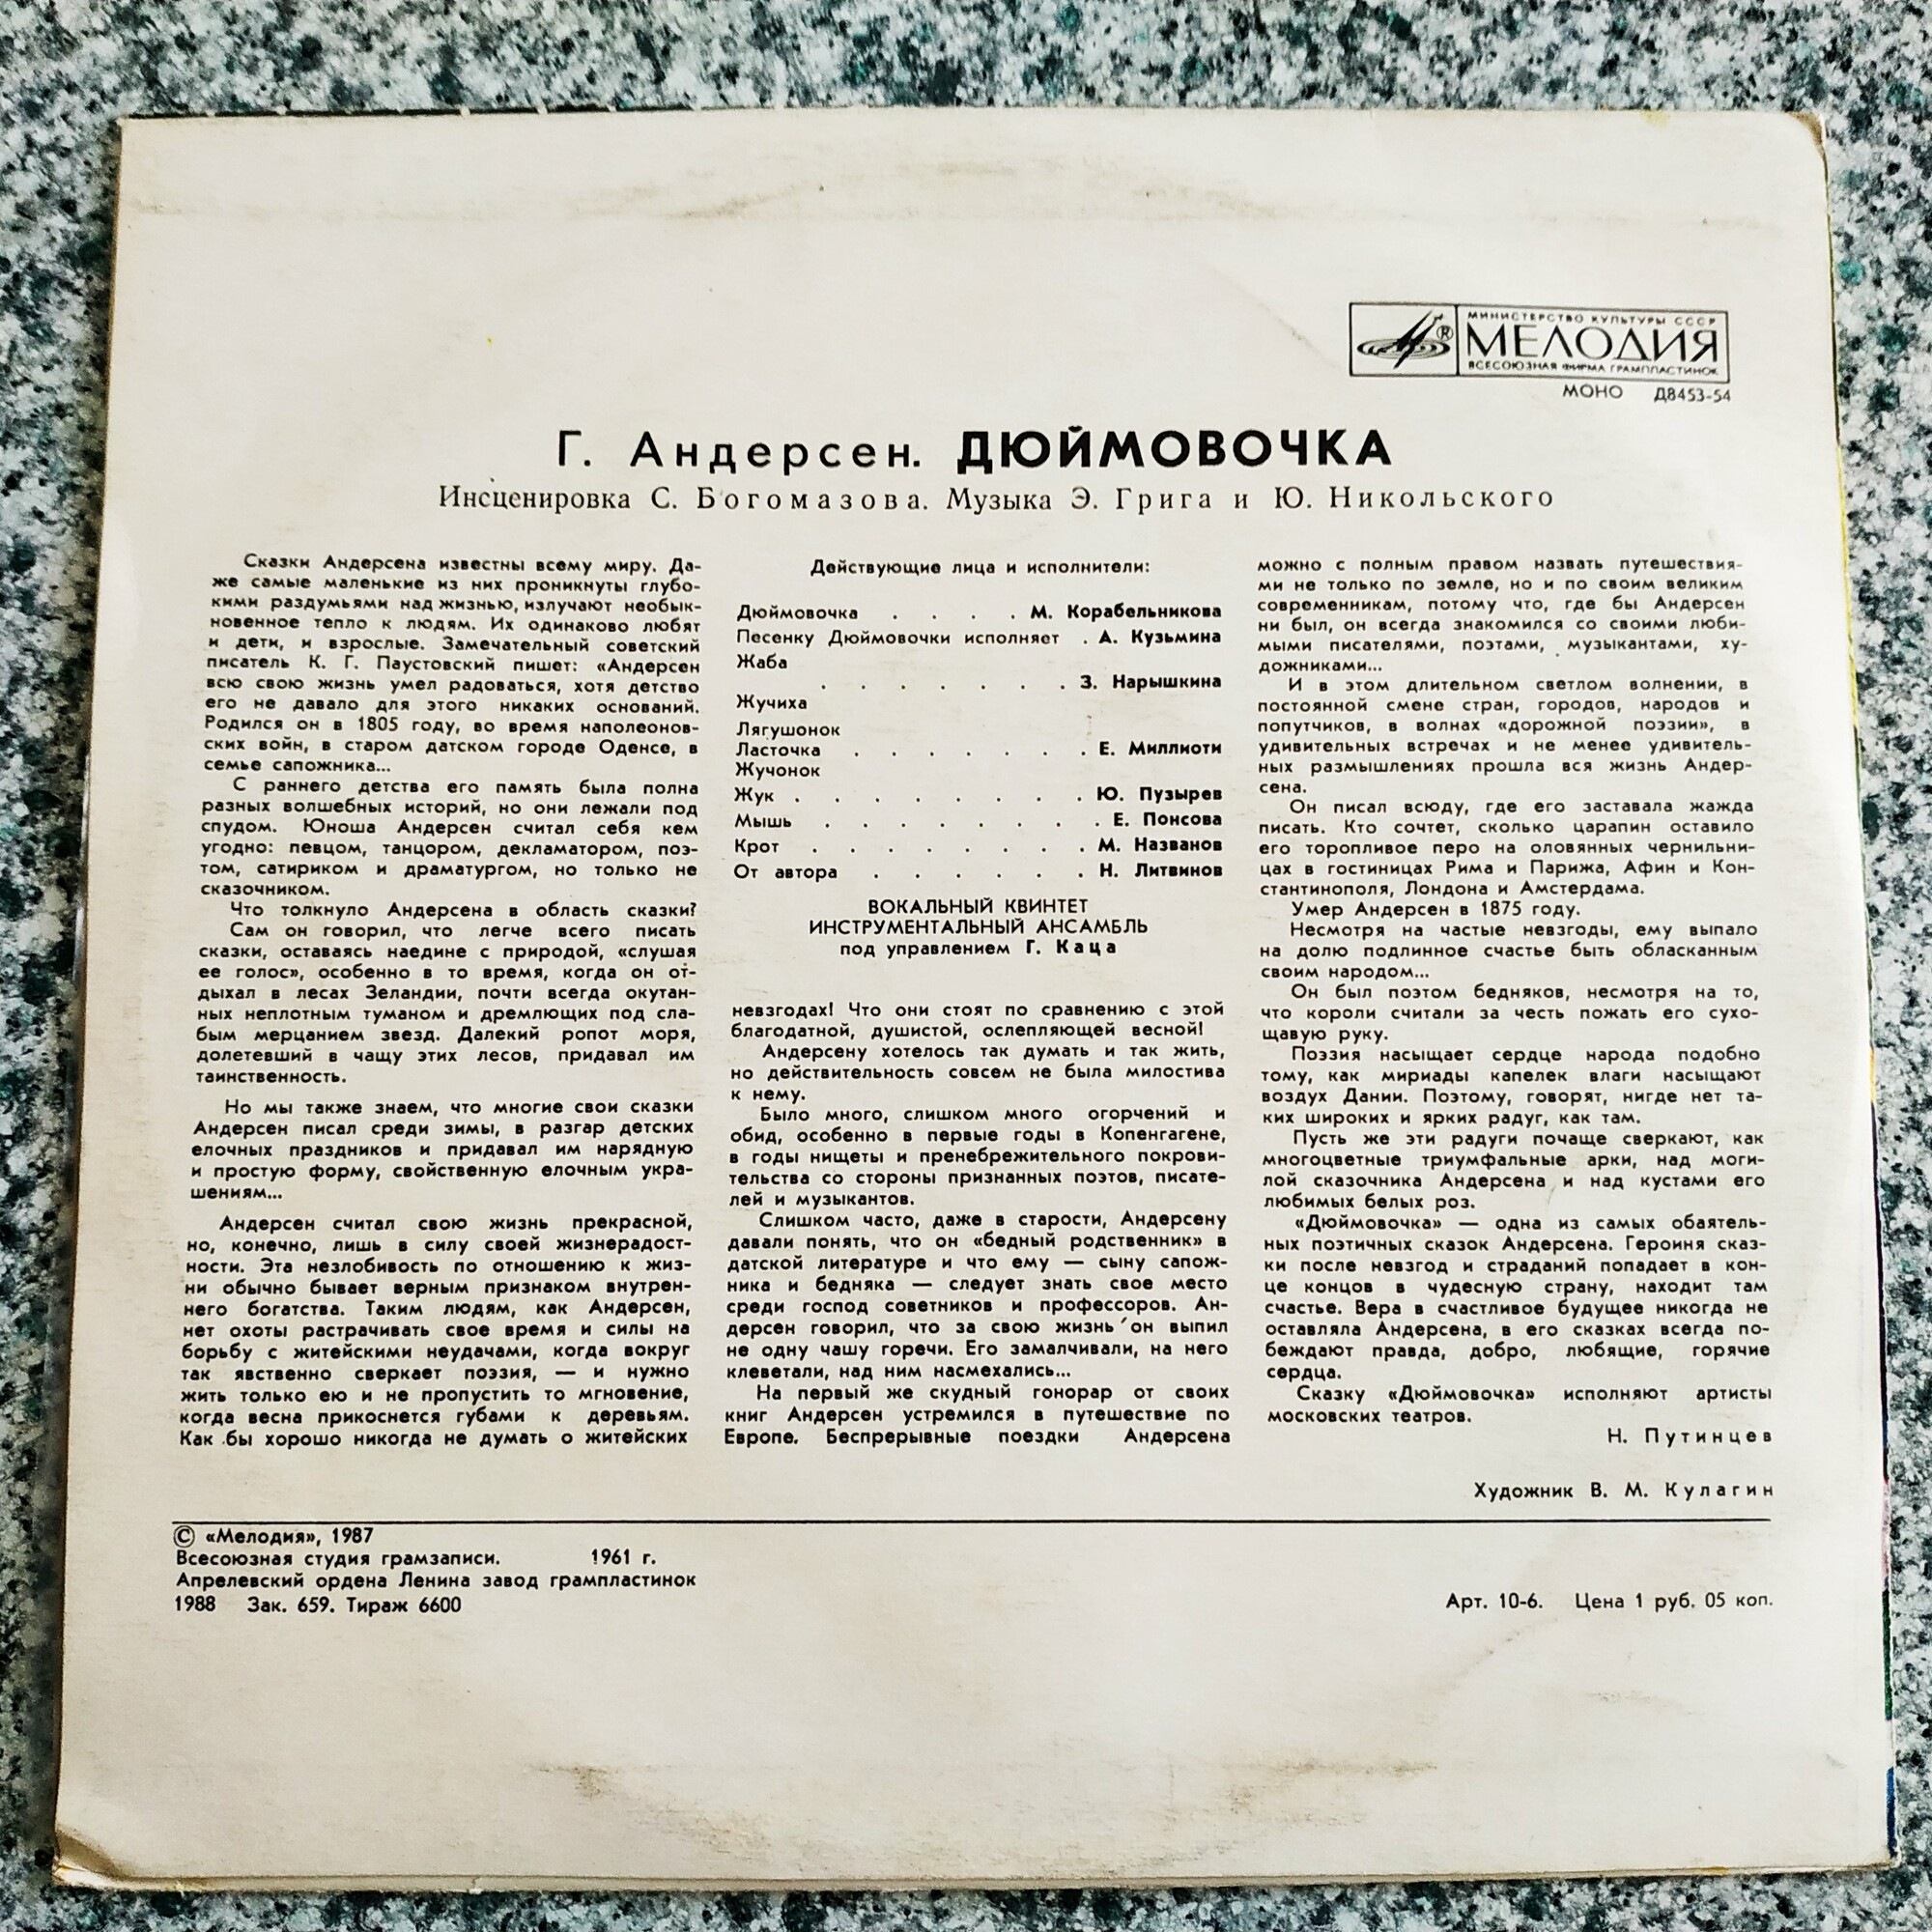 МИНИСТЕРСТВО КУЛЬТУРЫ СССР
МЕЛОДИЯ
ВСЕСОЮЗНАЯ ФИРМА ГРАМПЛАСТИНОК
МОНО Д8453-54
Г. Андерсен. ДЮЙМОВОЧКА
Инсценировка С. Богомазова. Музыка Э. Грига и Ю. Никольского
Сказки Андерсена известны всему миру. Да-
же самые маленькие из них проникнуты глубо-
кими раздумьями над жизнью, излучают необык-
новенное тепло к людям. Их одинаково любят
и дети, и взрослые. Замечательный советский
писатель К. Г. Паустовский пишет: «Андерсен
всю свою жизнь умел радоваться, хотя детство
его не давало для этого никаких оснований.
Родился он в 1805 году, во время наполеонов-
ских войн, в старом датском городе Оденсе, в
семье сапожника...
С раннего детства его память была полна
разных волшебных историй, но они лежали под
спудом. Юноша Андерсен считал себя кем
угодно: певцом, танцором, декламатором, поэ-
том, сатириком и драматургом, но только не
сказочником.
Что толкнуло Андерсена в область сказки?
Сам он говорил, что легче всего писать
сказки, оставаясь наедине с природой, «слушая
ее голос», особенно в то время, когда он от-
дыхал в лесах Зеландии, почти всегда окутан-
ных неплотным туманом и дремлющих под сла-
бым мерцанием звезд. Далекий ропот моря,
долетевший в чащу этих лесов, придавал им
таинственность.
Но мы также знаем, что многие свои сказки
Андерсен писал среди зимы, в разгар детских
елочных праздников и придавал им нарядную
и простую форму, свойственную елочным укра-
шениям...
Андерсен считал свою жизнь прекрасной,
но, конечно, лишь в силу своей жизнерадост-
ности. Эта незлобивость по отношению к жиз-
ни обычно бывает верным признаком внутрен-
него богатства. Таким людям, как Андерсен,
нет охоты растрачивать свое время и силы на
борьбу с житейскими неудачами, когда вокруг
так явственно сверкает поэзия, — и нужно
жить только ею и не пропустить то мгновение,
когда весна прикоснется губами к деревьям.
Как бы хорошо никогда не думать о житейских
Действующие лица и исполнители:
Дюймовочка . . . . М. Корабельникова
Песенку Дюймовочки исполняет . А. Кузьмина
Жаба
. . . . . . . З. Нарышкина
Жучиха
Лягушонок
Ласточка . . . . . . . Е. Миллиоти
Жучонок
Жук . . . . . . . . Ю. Пузырев
Мышь . . . . . . . . Е. Понсова
Крот . . . . . . . . М. Названов
От автора . . . . . . Н. Литвинов
ВОКАЛЬНЫЙ КВИНТЕТ
ИНСТРУМЕНТАЛЬНЫЙ АНСАМБЛЬ
под управлением Г. Каца
невзгодах! Что они стоят по сравнению с этой
благодатной, душистой, ослепляющей весной!
Андерсену хотелось так думать и так жить,
но действительность совсем не была милостива
к нему.
Было много, слишком много огорчений и
обид, особенно в первые годы в Копенгагене,
в годы нищеты и пренебрежительного покрови-
тельства со стороны признанных поэтов, писате-
лей и музыкантов.
Слишком часто, даже в старости, Андерсену
давали понять, что он «бедный родственник» в
датской литературе и что ему — сыну сапож-
ника и бедняка — следует знать свое место
среди господ советников и профессоров. Ан-
дерсен говорил, что за свою жизнь он выпил
не одну чашу горечи. Его замалчивали, на него
клеветали, над ним насмехались...
На первый же скудный гонорар от своих
книг Андерсен устремился в путешествие по
Европе. Беспрерывные поездки Андерсена
можно с полным правом назвать путешествия-
ми не только по земле, но и по своим великим
современникам, потому что, где бы Андерсен
ни был, он всегда знакомился со своими люби-
мыми писателями, поэтами, музыкантами, ху-
дожниками...
И в этом длительном светлом волнении, в
постоянной смене стран, городов, народов и
попутчиков, в волнах «дорожной поэзии», в
удивительных встречах и не менее удивитель-
ных размышлениях прошла вся жизнь Андер-
сена.
Он писал всюду, где его заставала жажда
писать. Кто сочтет, сколько царапин оставило
его торопливое перо на оловянных чернильни-
цах в гостиницах Рима и Парижа, Афин и Кон-
стантинополя, Лондона и Амстердама.
Умер Андерсен в 1875 году.
Несмотря на частые невзгоды, ему выпало
на долю подлинное счастье быть обласканным
своим народом...
Он был поэтом бедняков, несмотря на то,
что короли считали за честь пожать его сухо-
щавую руку.
Поэзия насыщает сердце народа подобно
тому, как мириады капелек влаги насыщают
воздух Дании. Поэтому, говорят, нигде нет та-
ких широких и ярких радуг, как там.
Пусть же эти радуги почаще сверкают, как
многоцветные триумфальные арки, над моги-
лой сказочника Андерсена и над кустами его
любимых белых роз.
«Дюймовочка» — одна из самых обаятель-
ных поэтичных сказок Андерсена. Героиня сказ-
ки после невзгод и страданий попадает в кон-
це концов в чудесную страну, находит там
счастье. Вера в счастливое будущее никогда не
оставляла Андерсена, в его сказках всегда по-
беждают правда, добро, любящие, горячие
сердца.
Сказку «Дюймовочка» исполняют артисты
московских театров.
Н. Путинцев
Художник В. М. Кулагин
© «Мелодия», 1987
Всесоюзная студия грамзаписи. 1961 г.
Апрелевский ордена Ленина завод грампластинок
1988 Зак. 659. Тираж 6600
Арт. 10-6. Цена 1 руб. 05 коп.